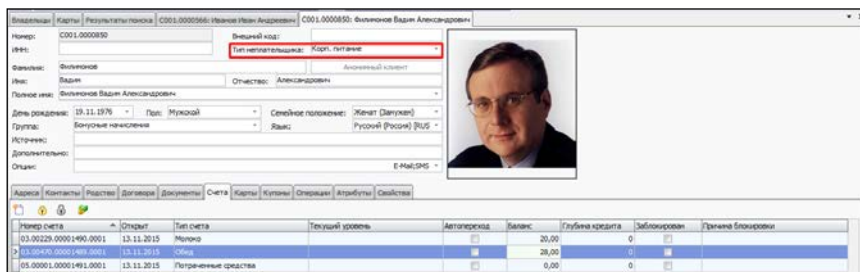 Владельцы Карты Результаты поиска C001.0000566: Иванов Иван Андреевич C001.0000850: Филимонов Вадим Александрович
Номер: C001.0000850 Внешний код:
ИНН: Тип неплательщика: Корп. питание
Фамилия: Филимонов Анонимный клиент
Имя: Вадим Отчество: Александрович
Полное имя: Филимонов Вадим Александрович
День рождения: 19.11.1976 Пол: Мужской Семейное положение: Женат (Замужем)
Группа: Бонусные начисления Язык: Русский (Россия) [RUS
Источник:
Дополнительно:
Опции: E-Mail;SMS
Адреса Контакты Родство Договора Документы Счета Карты Купоны Операции Атрибуты Свойства
Номер счета Открыт Тип счета Текущий уровень Автопереход Баланс Глубина кредита Заблокирован Причина блокировки
03.00229.00001490.0001 13.11.2015 Молоко 20,00 0
03.00470.00001489.0001 13.11.2015 Обед 28,00 0
05.00001.00001491.0001 13.11.2015 Потраченные средства 0,00 0